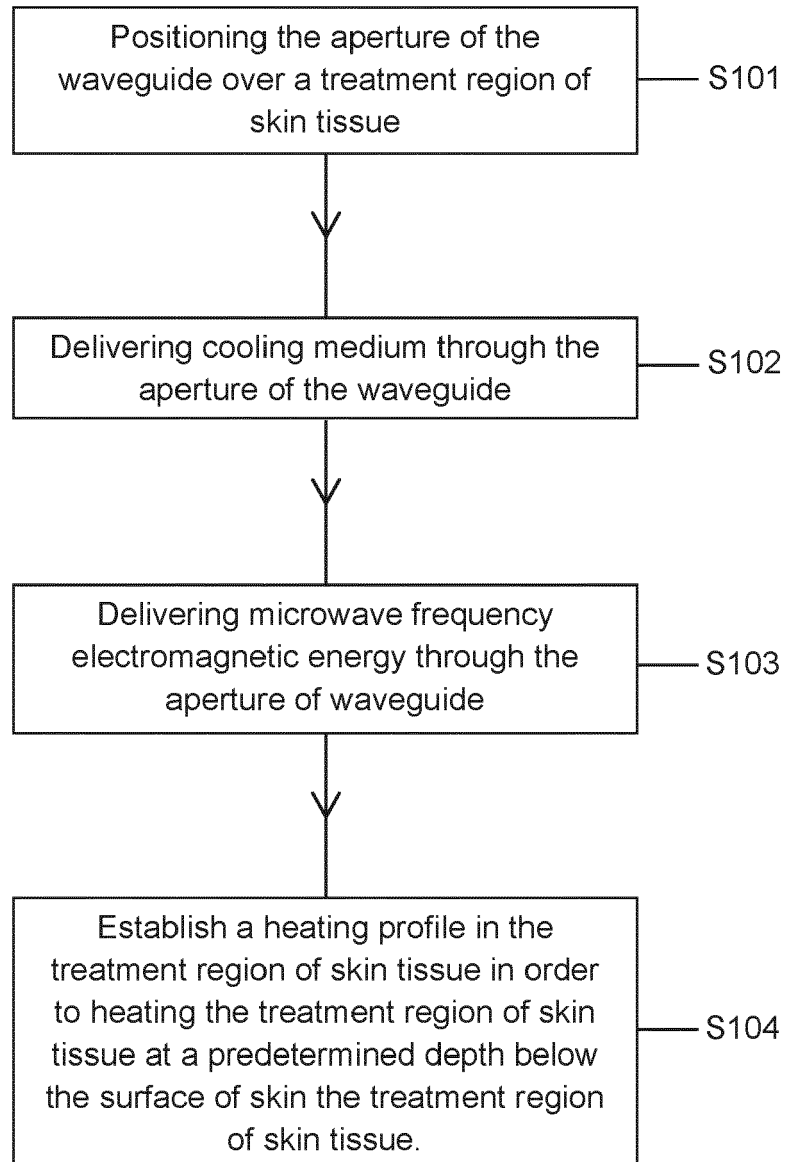 Positioning the aperture of the
waveguide over a treatment region of
skin tissue
S101
Delivering cooling medium through the
aperture of the waveguide
S102
Delivering microwave frequency
electromagnetic energy through the
aperture of waveguide
S103
Establish a heating profile in the
treatment region of skin tissue in order
to heating the treatment region of skin
tissue at a predetermined depth below
the surface of skin the treatment region
of skin tissue.
S104